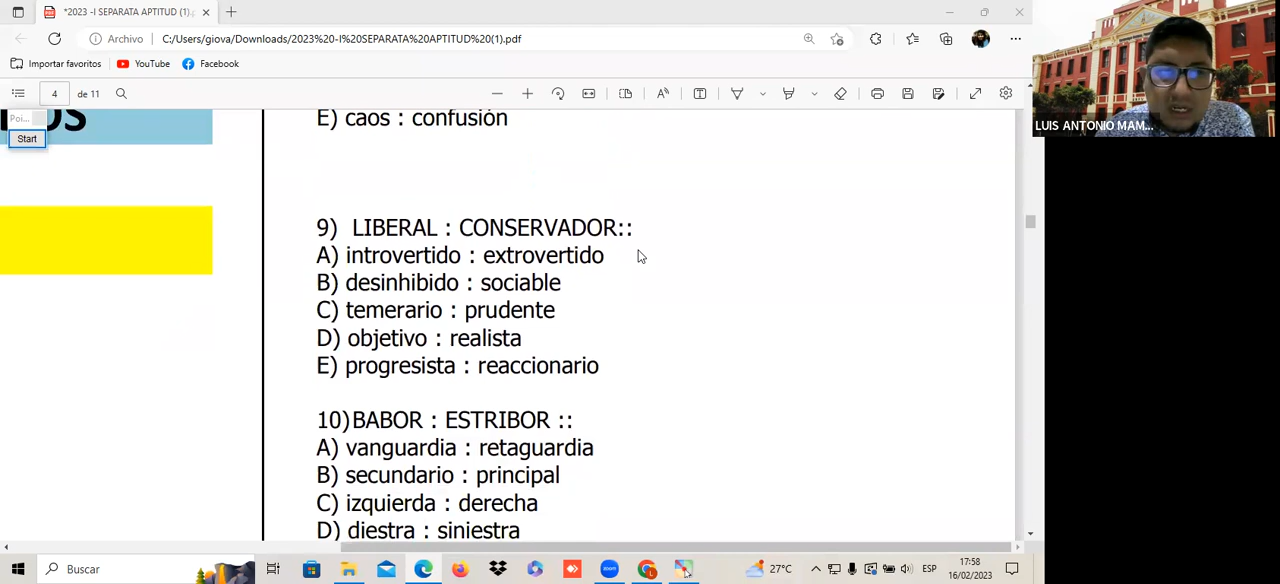 *2023 -I SEPARATA APTITUD (1).p
Archivo
C:/Users/giova/Downloads/2023%20-I%20SEPARATA%20APTITUD%20(1).pdf
Importar favoritos
YouTube
Facebook
4
de 11
Poi...
Start
OS
LUIS ANTONIO MAM...
E) caos : confusión
9) LIBERAL : CONSERVADOR::
A) introvertido : extrovertido
B) desinhibido : sociable
C) temerario : prudente
D) objetivo : realista
E) progresista : reaccionario
10)BABOR : ESTRIBOR ::
A) vanguardia : retaguardia
B) secundario : principal
C) izquierda : derecha
D) diestra : siniestra
Buscar
zoom
27°C
ESP
17:58
16/02/2023